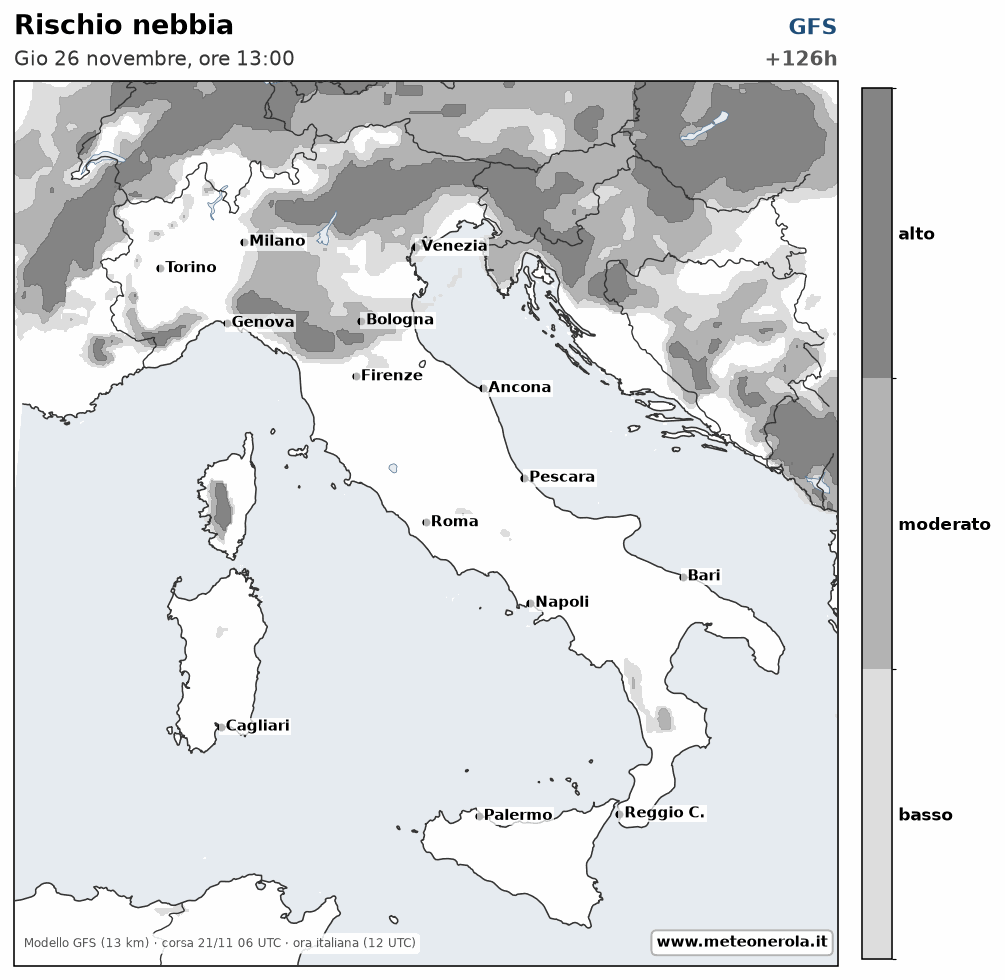 Rischio nebbia
GFS
Gio 26 novembre, ore 13:00
+126h
alto
moderato
basso
Milano
Venezia
Torino
Genova
Bologna
Firenze
Ancona
Pescara
Roma
Bari
Napoli
Cagliari
Palermo
Reggio C.
Modello GFS (13 km) · corsa 21/11 06 UTC · ora italiana (12 UTC)
www.meteonerola.it